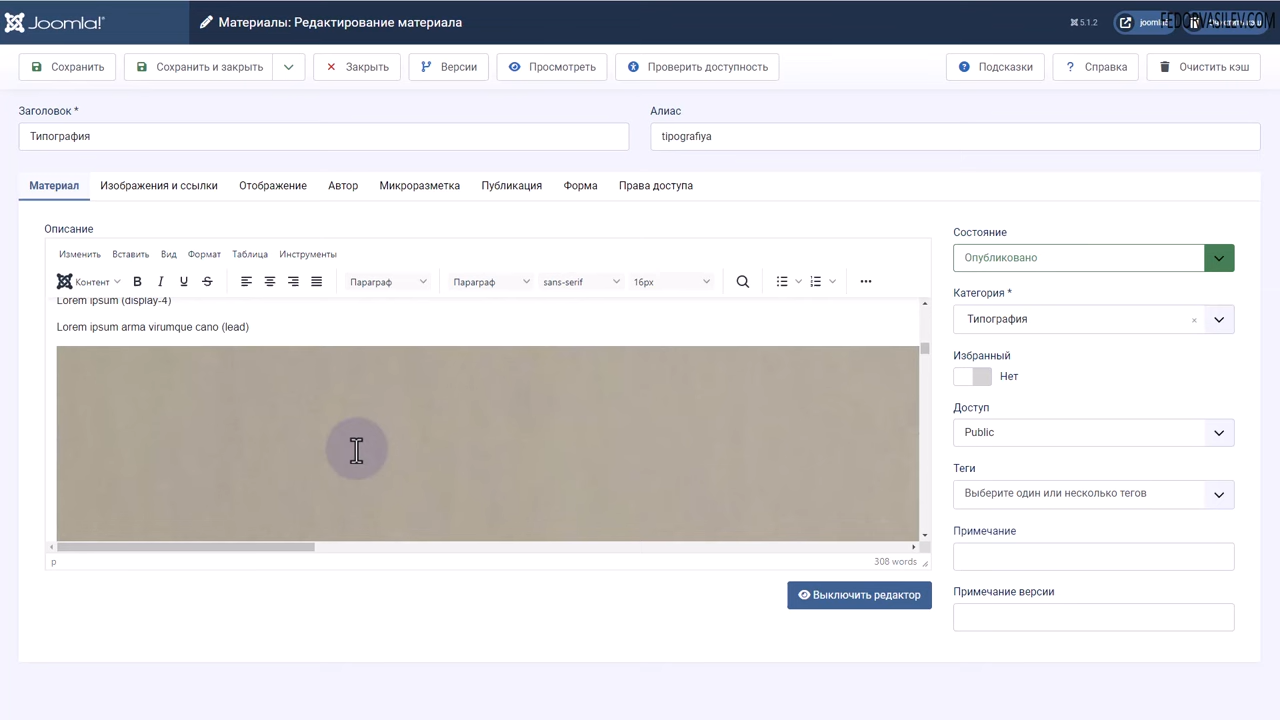 Joomla!
Материалы: Редактирование материала
5.1.2
FEDORVASILEV.COM
Сохранить
Сохранить и закрыть
Закрыть
Версии
Просмотреть
Проверить доступность
Подсказки
Справка
Очистить кэш
Заголовок *
Алиас
Типография
tipografiya
Материал
Изображения и ссылки
Отображение
Автор
Микроразметка
Публикация
Форма
Права доступа
Описание
Изменить
Вставить
Вид
Формат
Таблица
Инструменты
Контент
B
I
U
S
Параграф
Параграф
sans-serif
16px
Lorem ipsum (display-4)
Lorem ipsum arma virumque cano (lead)
p
308 words
Выключить редактор
Состояние
Опубликовано
Категория *
Типография
Избранный
Нет
Доступ
Public
Теги
Выберите один или несколько тегов
Примечание
Примечание версии